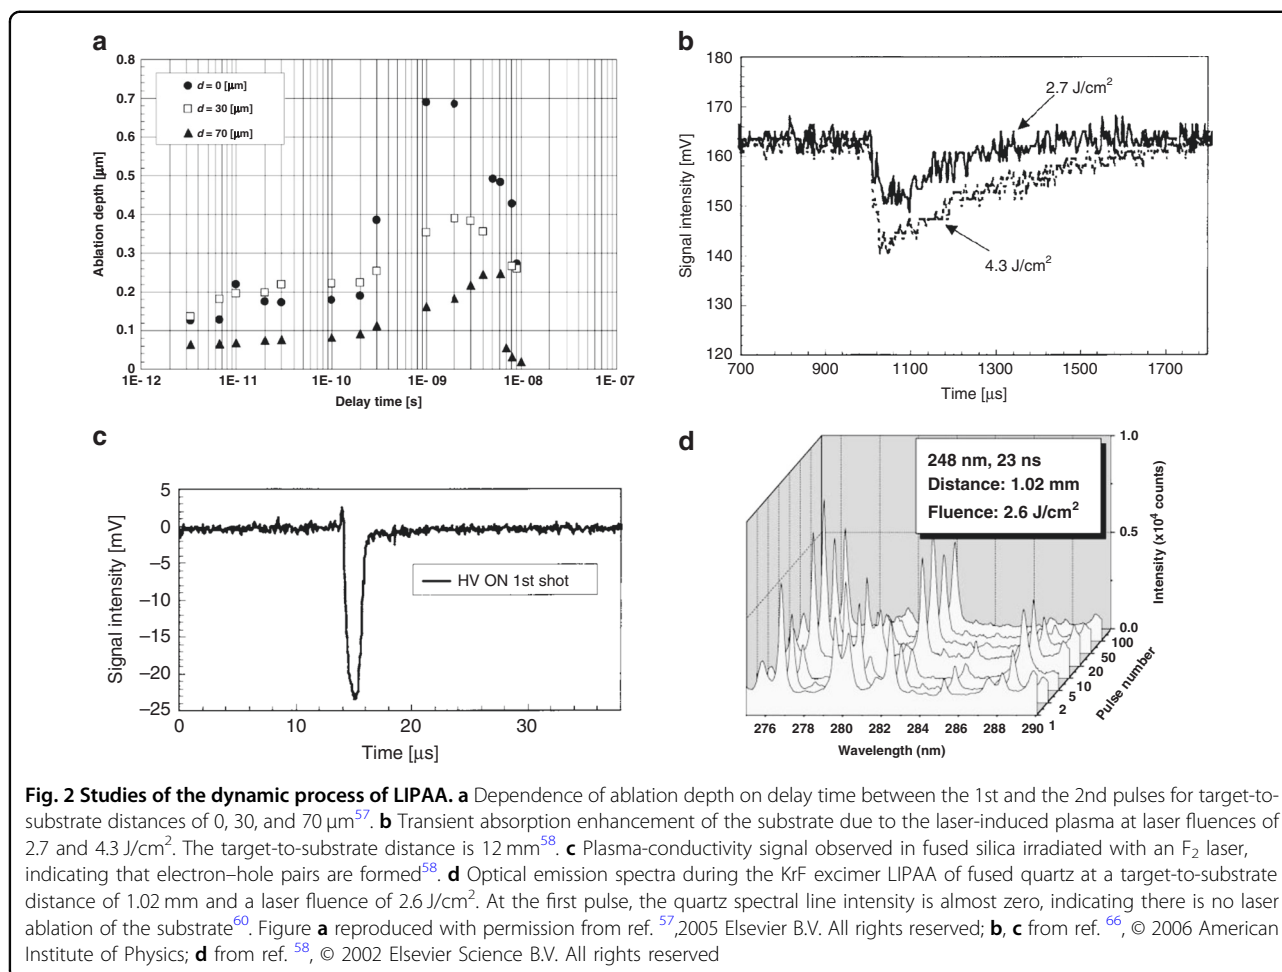 a
0.8
0.7
0.6
0.5
0.4
0.3
0.2
0.1
0
Ablation depth [µm]
d = 0 [µm]
d = 30 [µm]
d = 70 [µm]
1E- 12
1E- 11
1E- 10
1E- 09
1E- 08
1E- 07
Delay time [s]
b
180
170
160
150
140
130
120
Signal intensity [mV]
2.7 J/cm²
4.3 J/cm²
700
900
1100
1300
1500
1700
Time [µs]
c
5
0
−5
−10
−15
−20
−25
Signal intensity [mV]
HV ON 1st shot
0
10
20
30
Time [µs]
d
248 nm, 23 ns
Distance: 1.02 mm
Fluence: 2.6 J/cm²
1.0
0.5
0.0
Intensity (x10⁴ counts)
100
50
20
10
5
2
1
Pulse number
276
278
280
282
284
286
288
290
Wavelength (nm)
Fig. 2 Studies of the dynamic process of LIPAA. a Dependence of ablation depth on delay time between the 1st and the 2nd pulses for target-to-
substrate distances of 0, 30, and 70 µm⁵⁷. b Transient absorption enhancement of the substrate due to the laser-induced plasma at laser fluences of
2.7 and 4.3 J/cm². The target-to-substrate distance is 12 mm⁵⁸. c Plasma-conductivity signal observed in fused silica irradiated with an F₂ laser,
indicating that electron–hole pairs are formed⁵⁸. d Optical emission spectra during the KrF excimer LIPAA of fused quartz at a target-to-substrate
distance of 1.02 mm and a laser fluence of 2.6 J/cm². At the first pulse, the quartz spectral line intensity is almost zero, indicating there is no laser
ablation of the substrate⁶⁰. Figure a reproduced with permission from ref. ⁵⁷,2005 Elsevier B.V. All rights reserved; b, c from ref. ⁶⁶, © 2006 American
Institute of Physics; d from ref. ⁵⁸, © 2002 Elsevier Science B.V. All rights reserved